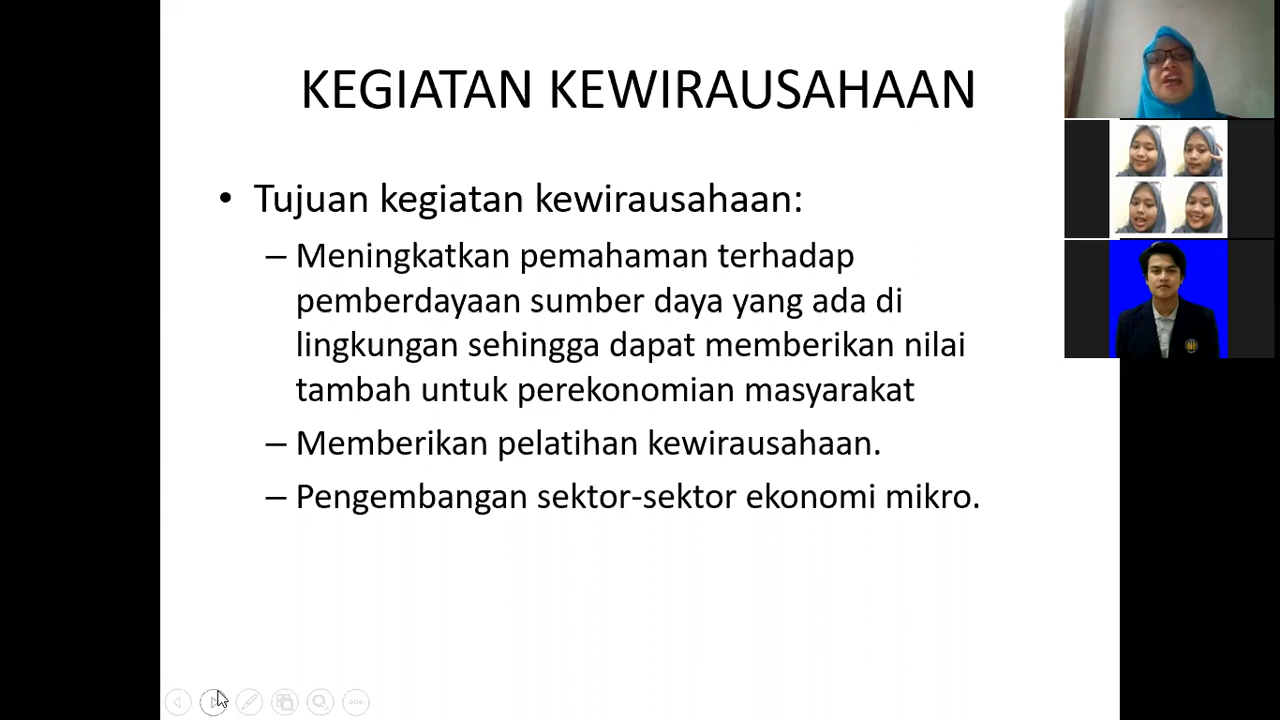 KEGIATAN KEWIRAUSAHAAN
• Tujuan kegiatan kewirausahaan:
– Meningkatkan pemahaman terhadap
pemberdayaan sumber daya yang ada di
lingkungan sehingga dapat memberikan nilai
tambah untuk perekonomian masyarakat
– Memberikan pelatihan kewirausahaan.
– Pengembangan sektor-sektor ekonomi mikro.